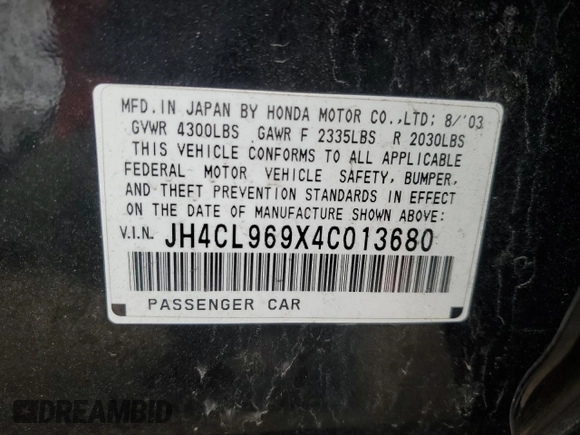 MFD. IN JAPAN BY HONDA MOTOR CO.,LTD; 8/'03
GVWR 4300LBS GAWR F 2335LBS R 2030LBS
THIS VEHICLE CONFORMS TO ALL APPLICABLE
FEDERAL MOTOR VEHICLE SAFETY, BUMPER,
AND THEFT PREVENTION STANDARDS IN EFFECT
ON THE DATE OF MANUFACTURE SHOWN ABOVE:
V.I.N. JH4CL969X4C013680
PASSENGER CAR
DREAMBID